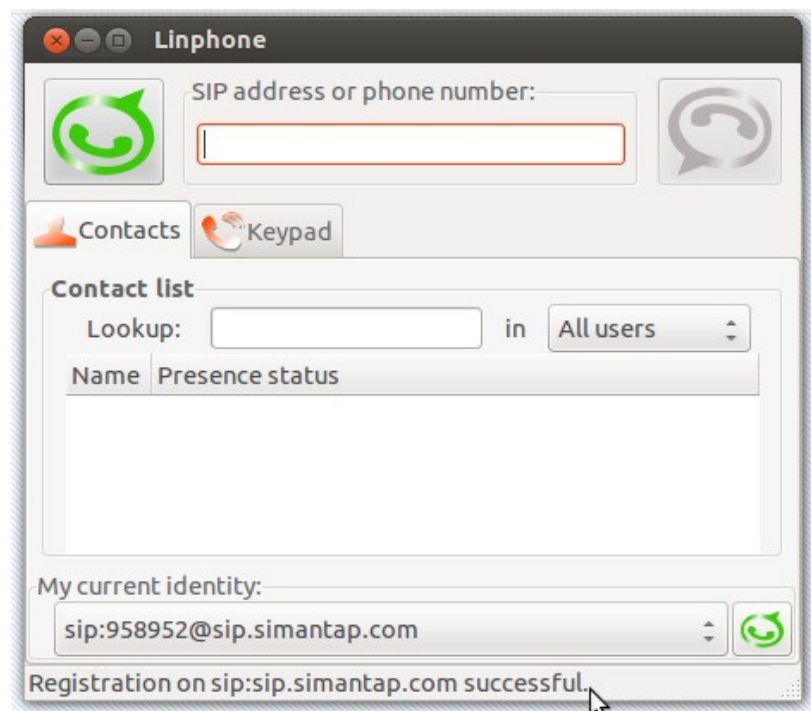 Linphone
SIP address or phone number:
Contacts
Keypad
Contact list
Lookup:
in
All users
Name
Presence status
My current identity:
sip:958952@sip.simantap.com
Registration on sip:sip.simantap.com successful.